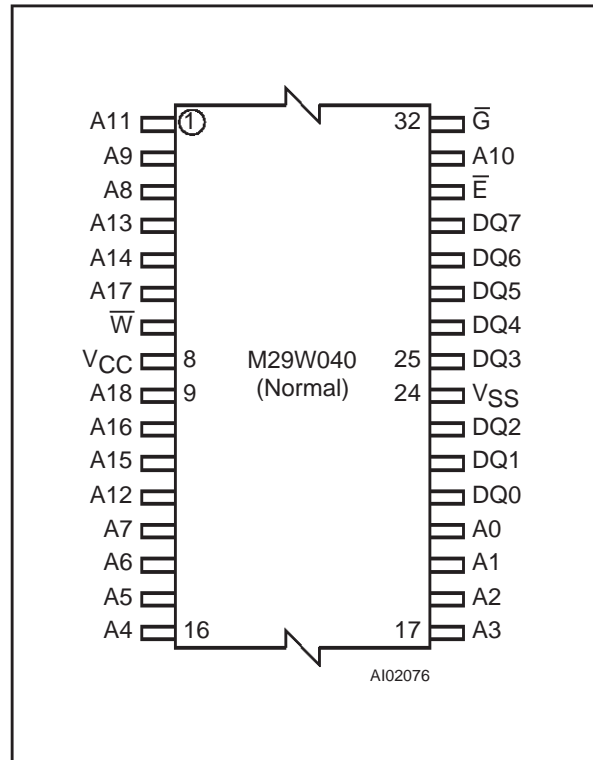 A11 1 32 G̅
A9 A10
A8 E̅
A13 DQ7
A14 DQ6
A17 DQ5
W̅ DQ4
VCC 8 M29W040 25 DQ3
A18 9 (Normal) 24 VSS
A16 DQ2
A15 DQ1
A12 DQ0
A7 A0
A6 A1
A5 A2
A4 16 17 A3
AI02076